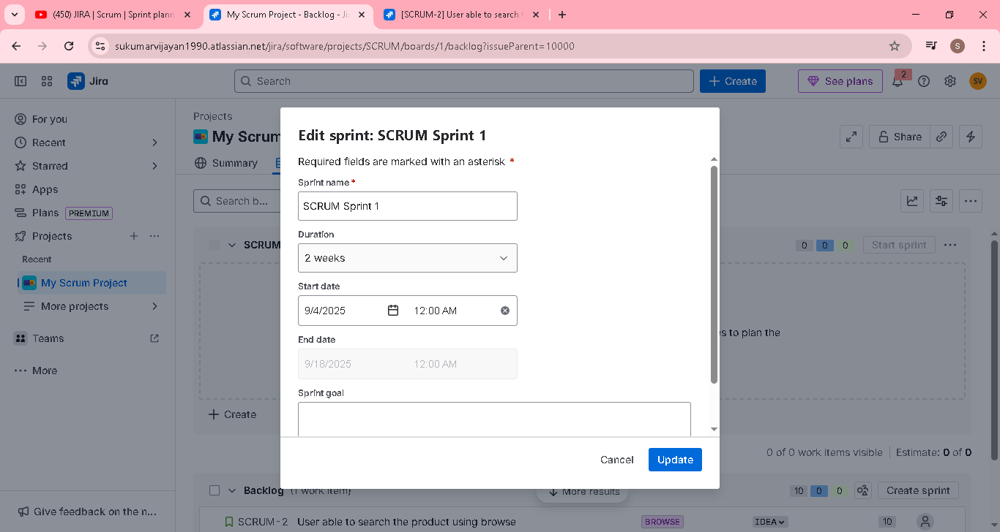 (450) JIRA | Scrum | Sprint plann
My Scrum Project - Backlog - Ji
[SCRUM-2] User able to search t
sukumarvijayan1990.atlassian.net/jira/software/projects/SCRUM/boards/1/backlog?issueParent=10000
S
Jira
Search
Create
See plans
2
SV
For you
Recent
Starred
Apps
Plans PREMIUM
Projects
Recent
My Scrum Project
More projects
Teams
More
Give feedback on the n...
Projects
My Scrum
Share
Summary
Search b...
SCRUM
0 0 0 Start sprint
es to plan the
Create
0 of 0 work items visible Estimate: 0 of 0
Edit sprint: SCRUM Sprint 1
Required fields are marked with an asterisk *
Sprint name *
SCRUM Sprint 1
Duration
2 weeks
Start date
9/4/2025 12:00 AM
End date
9/18/2025 12:00 AM
Sprint goal
Cancel Update
Backlog (1 work item) More results 10 0 0 Create sprint
SCRUM-2 User able to search the product using browse BROWSE IDEA 10